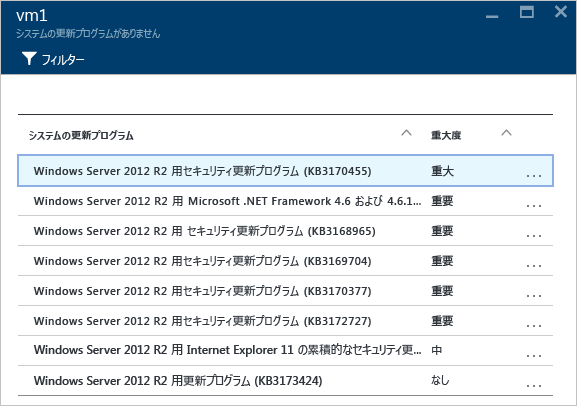 vm1
システムの更新プログラムがありません
フィルター
システムの更新プログラム 重大度
Windows Server 2012 R2 用セキュリティ更新プログラム (KB3170455) 重大 ...
Windows Server 2012 R2 用 Microsoft .NET Framework 4.6 および 4.6.1... 重要 ...
Windows Server 2012 R2 用 セキュリティ更新プログラム (KB3168965) 重要 ...
Windows Server 2012 R2 用セキュリティ更新プログラム (KB3169704) 重要 ...
Windows Server 2012 R2 用セキュリティ更新プログラム (KB3170377) 重要 ...
Windows Server 2012 R2 用セキュリティ更新プログラム (KB3172727) 重要 ...
Windows Server 2012 R2 用 Internet Explorer 11 の累積的なセキュリティ更... 中 ...
Windows Server 2012 R2 用更新プログラム (KB3173424) なし ...